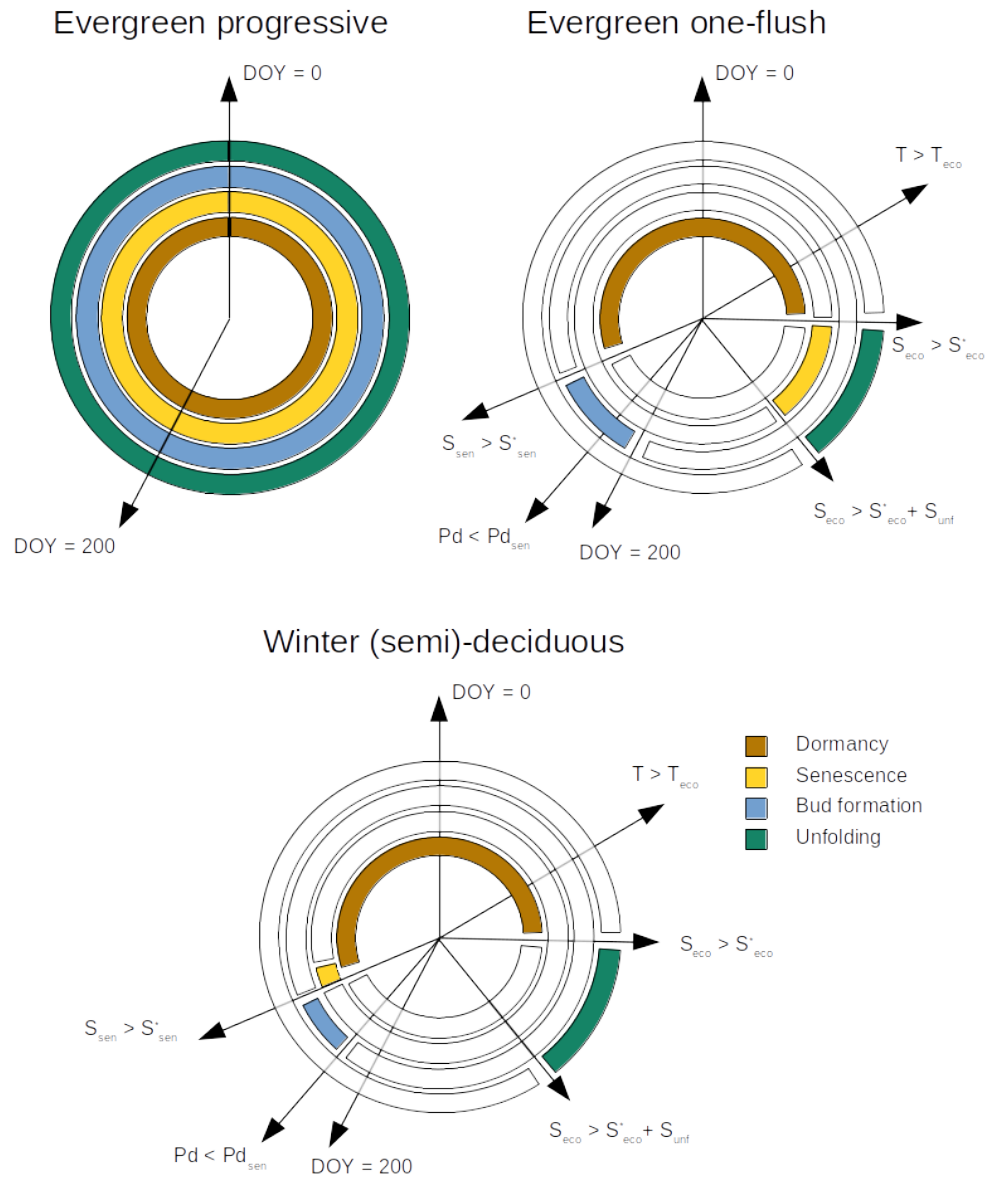 Evergreen progressive
Evergreen one-flush
DOY = 0
DOY = 0
T > Teco
Seco > S*eco
Ssen > S*sen
Seco > S*eco + Sunf
Pd < Pdsen
DOY = 200
DOY = 200
Winter (semi)-deciduous
DOY = 0
Dormancy
T > Teco
Senescence
Bud formation
Unfolding
Seco > S*eco
Ssen > S*sen
Seco > S*eco + Sunf
Pd < Pdsen
DOY = 200